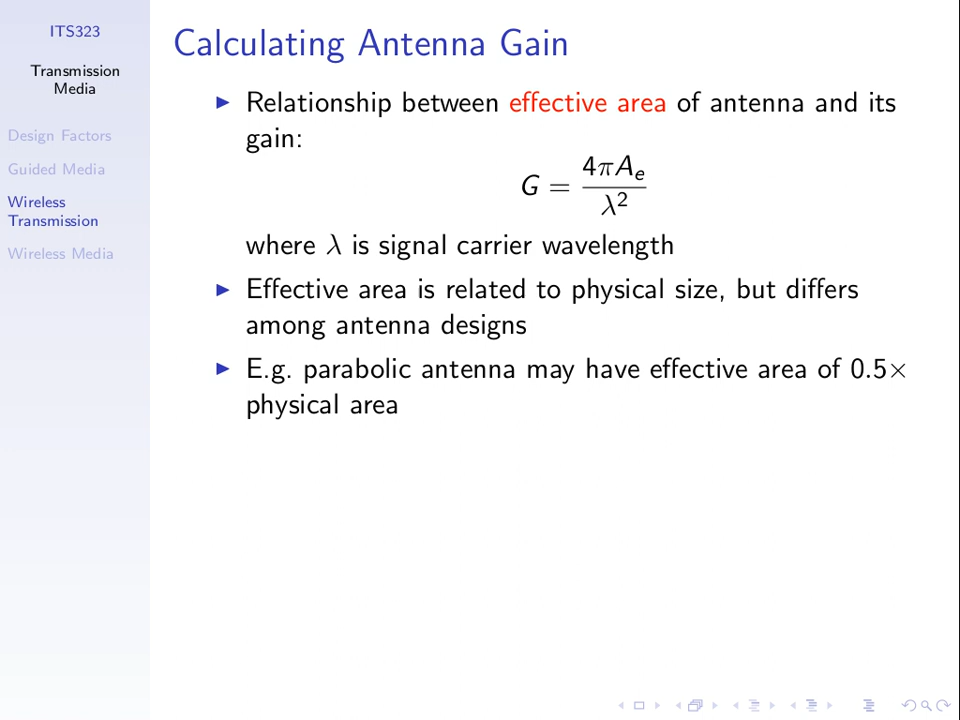 ITS323
Transmission
Media
Design Factors
Guided Media
Wireless
Transmission
Wireless Media
Calculating Antenna Gain
Relationship between effective area of antenna and its
gain:
G = 4πAe / λ²
where λ is signal carrier wavelength
Effective area is related to physical size, but differs
among antenna designs
E.g. parabolic antenna may have effective area of 0.5×
physical area